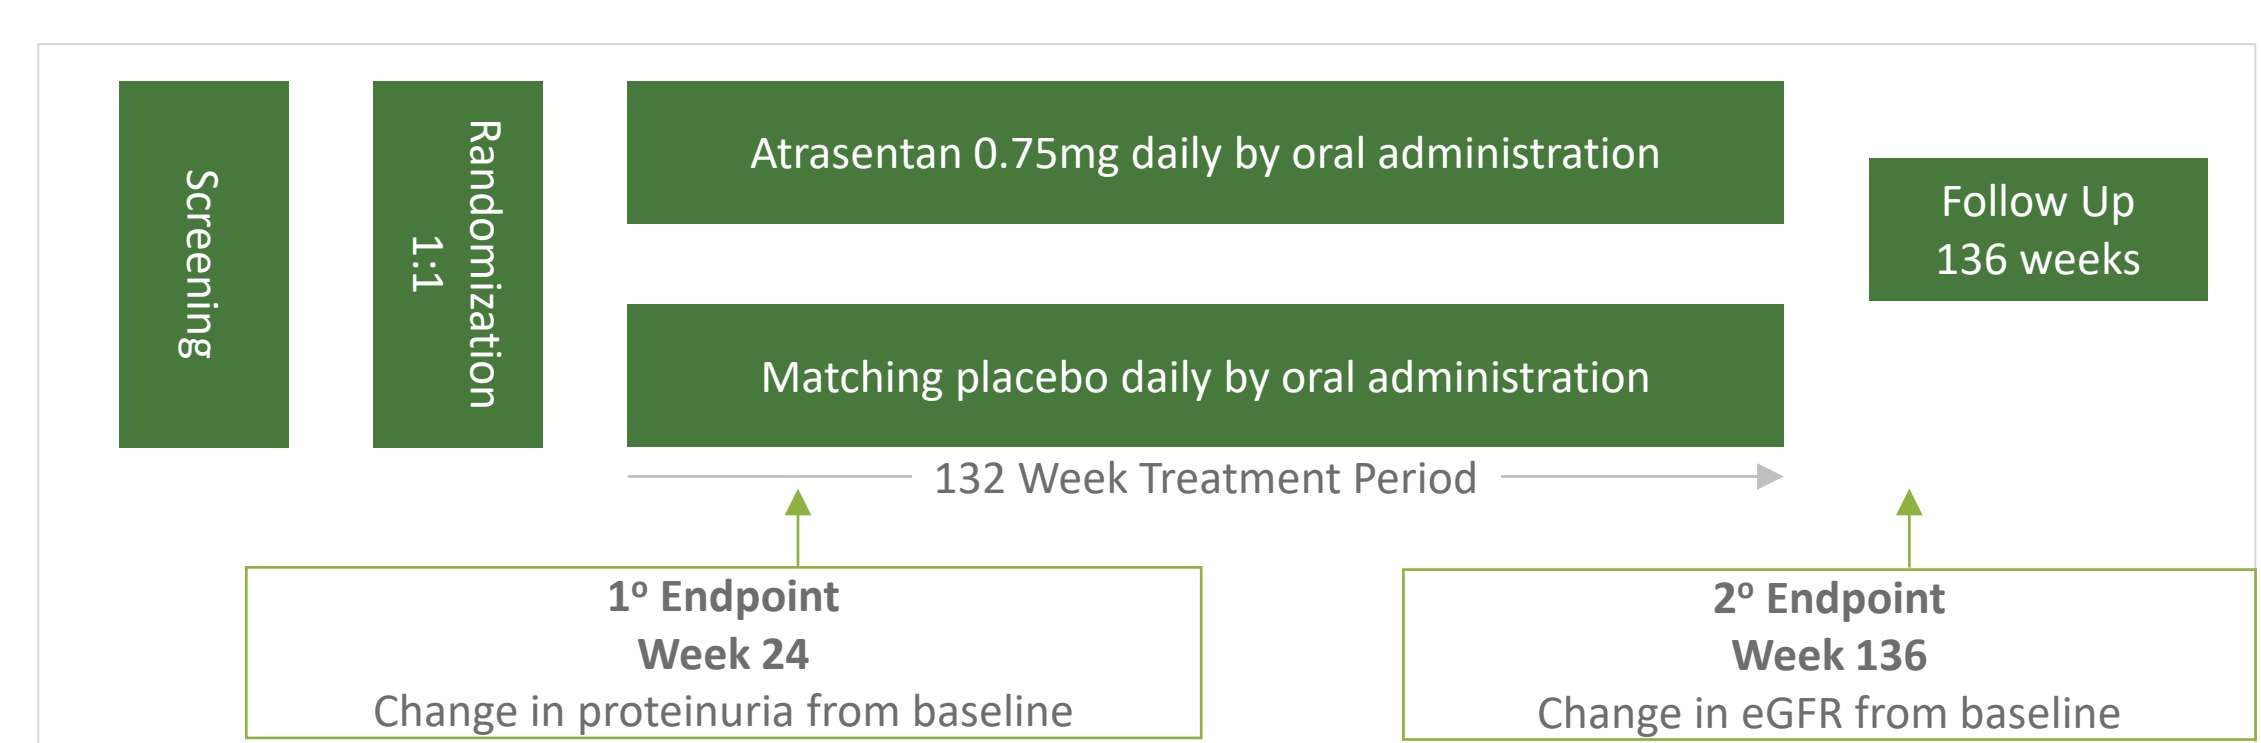 Screening
Randomization
1:1
Atrasentan 0.75mg daily by oral administration
Matching placebo daily by oral administration
132 Week Treatment Period
Follow Up
136 weeks
1º Endpoint
Week 24
Change in proteinuria from baseline
2º Endpoint
Week 136
Change in eGFR from baseline